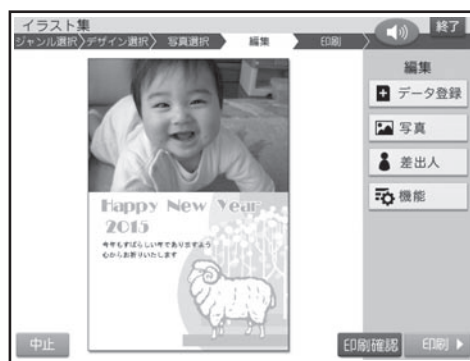 イラスト集
終了
ジャンル選択 デザイン選択 写真選択 編集 印刷
編集
データ登録
写真
差出人
機能
Happy New Year
2015
今年もすばらしい年でありますよう
心からお祈りいたします
中止
印刷確認 印刷